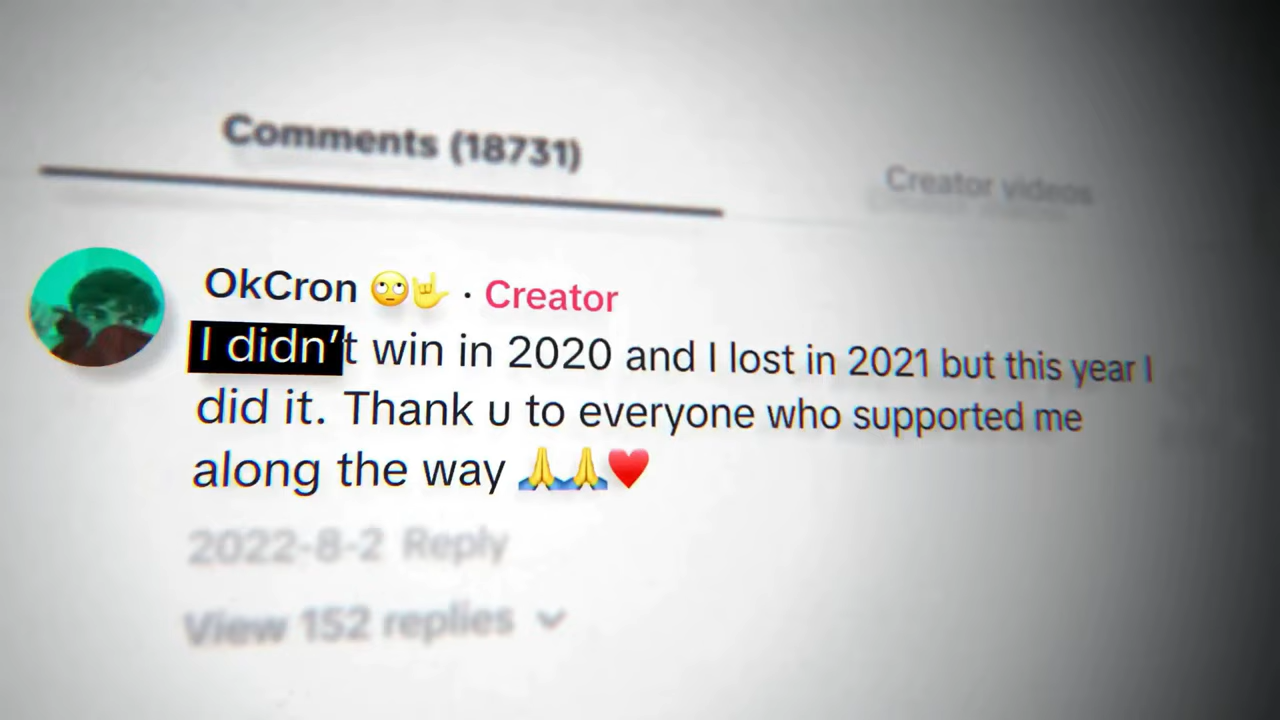 Comments (18731)
Creator videos
OkCron 🙄🤟 · Creator
I didn’t win in 2020 and I lost in 2021 but this year I
did it. Thank u to everyone who supported me
along the way 🙏🙏❤️
2022-8-2 Reply
View 152 replies